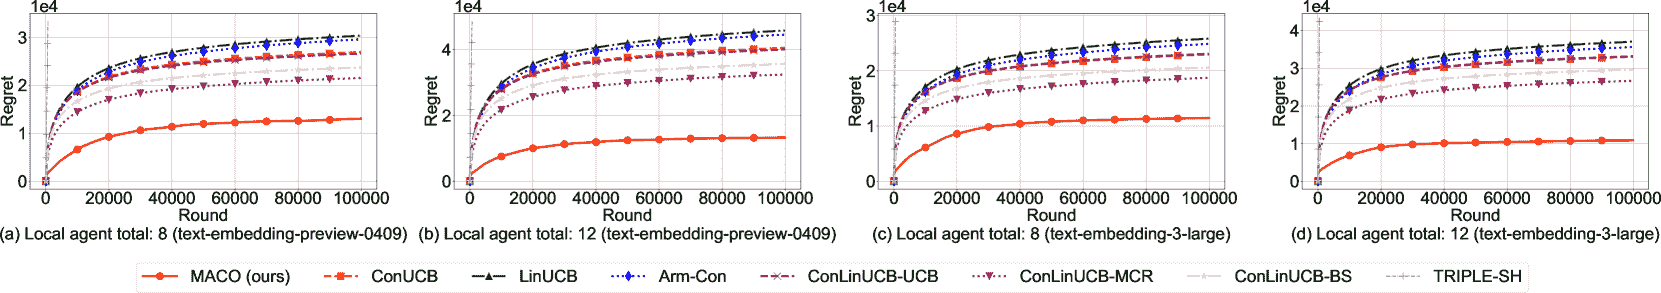 1e4
Regret
3
2
1
0
0 20000 40000 60000 80000 100000
Round
(a) Local agent total: 8 (text-embedding-preview-0409)
1e4
Regret
4
2
0
0 20000 40000 60000 80000 100000
Round
(b) Local agent total: 12 (text-embedding-preview-0409)
1e4
Regret
3
2
1
0
0 20000 40000 60000 80000 100000
Round
(c) Local agent total: 8 (text-embedding-3-large)
1e4
Regret
4
3
2
1
0
0 20000 40000 60000 80000 100000
Round
(d) Local agent total: 12 (text-embedding-3-large)
MACO (ours) ConUCB LinUCB Arm-Con ConLinUCB-UCB ConLinUCB-MCR ConLinUCB-BS TRIPLE-SH